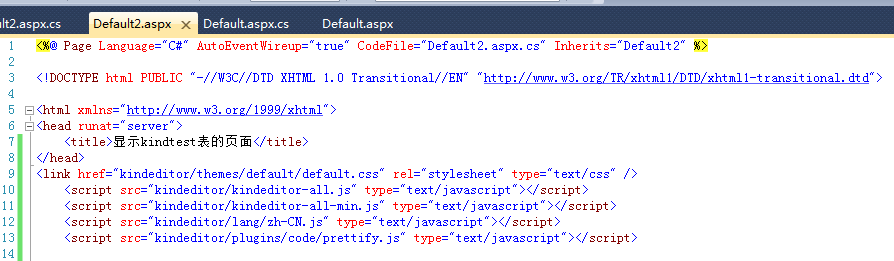 lt2.aspx.cs Default2.aspx Default.aspx.cs Default.aspx
1 <%@ Page Language="C#" AutoEventWireup="true" CodeFile="Default2.aspx.cs" Inherits="Default2" %>
2
3 <!DOCTYPE html PUBLIC "-//W3C//DTD XHTML 1.0 Transitional//EN" "http://www.w3.org/TR/xhtml1/DTD/xhtml1-transitional.dtd">
4
5 <html xmlns="http://www.w3.org/1999/xhtml">
6 <head runat="server">
7 <title>显示kindtest表的页面</title>
8 </head>
9 <link href="kindeditor/themes/default/default.css" rel="stylesheet" type="text/css" />
10 <script src="kindeditor/kindeditor-all.js" type="text/javascript"></script>
11 <script src="kindeditor/kindeditor-all-min.js" type="text/javascript"></script>
12 <script src="kindeditor/lang/zh-CN.js" type="text/javascript"></script>
13 <script src="kindeditor/plugins/code/prettify.js" type="text/javascript"></script>
14